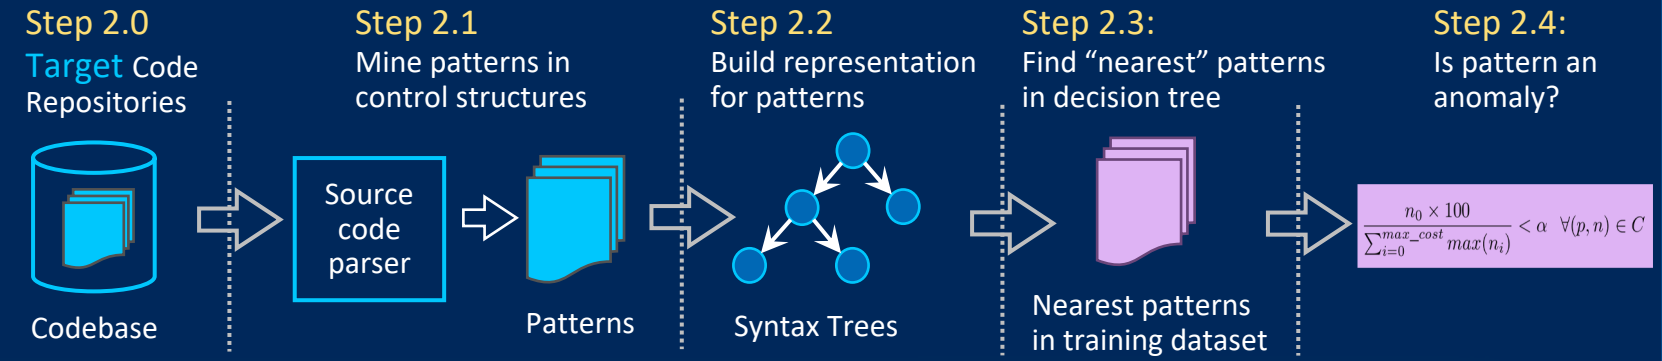 Step 2.0
Target Code
Repositories
Codebase
Step 2.1
Mine patterns in
control structures
Source
code
parser
Patterns
Step 2.2
Build representation
for patterns
Syntax Trees
Step 2.3:
Find “nearest” patterns
in decision tree
Nearest patterns
in training dataset
Step 2.4:
Is pattern an
anomaly?
n₀ × 100
∑_{i=0}^{max_cost} max(nᵢ) < α ∀(p, n) ∈ C